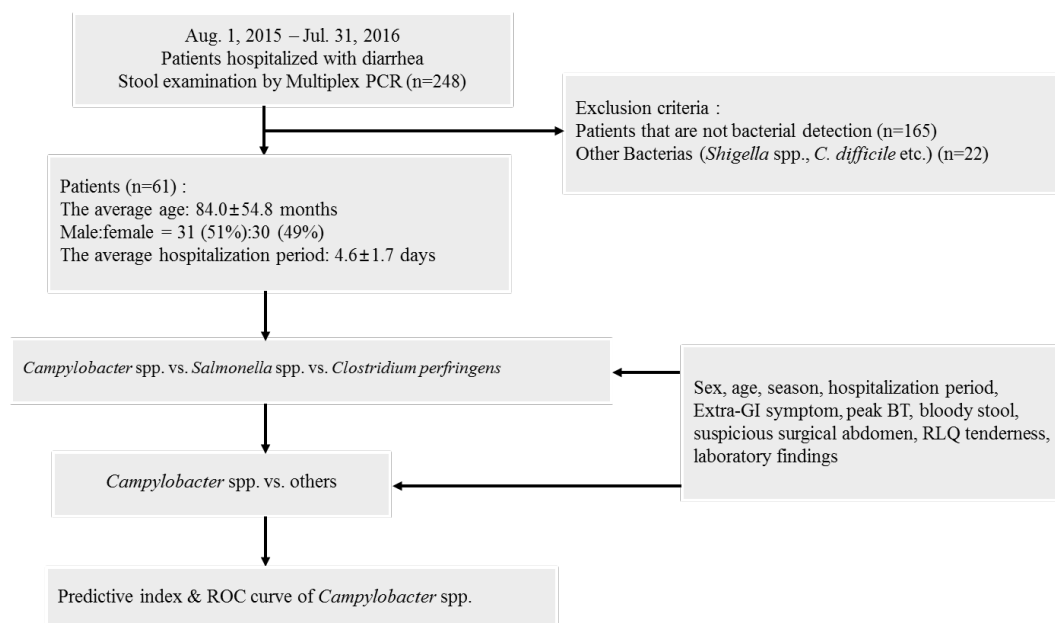 Aug. 1, 2015 – Jul. 31, 2016
Patients hospitalized with diarrhea
Stool examination by Multiplex PCR (n=248)
Exclusion criteria :
Patients that are not bacterial detection (n=165)
Other Bacterias (Shigella spp., C. difficile etc.) (n=22)
Patients (n=61) :
The average age: 84.0±54.8 months
Male:female = 31 (51%):30 (49%)
The average hospitalization period: 4.6±1.7 days
Campylobacter spp. vs. Salmonella spp. vs. Clostridium perfringens
Sex, age, season, hospitalization period,
Extra-GI symptom, peak BT, bloody stool,
suspicious surgical abdomen, RLQ tenderness,
laboratory findings
Campylobacter spp. vs. others
Predictive index & ROC curve of Campylobacter spp.